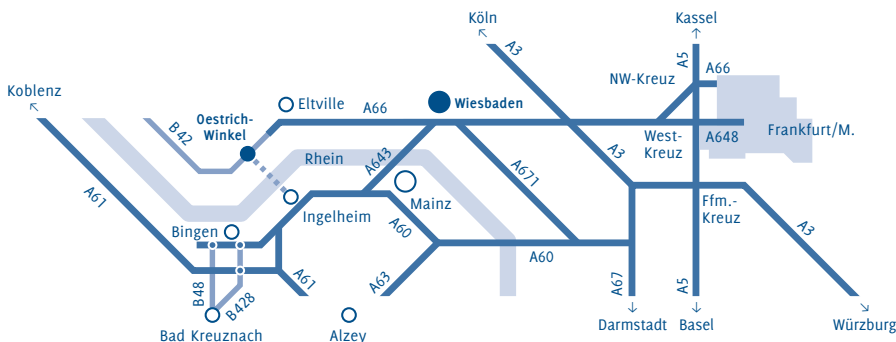 Köln
Kassel
A3
A5
A66
NW-Kreuz
Koblenz
Eltville
Wiesbaden
Oestrich-
Winkel
B42
A66
West-
Kreuz
A648
Frankfurt/M.
Rhein
A643
A671
A3
A61
Mainz
Ingelheim
Ffm.-
Kreuz
Bingen
A60
A3
A60
B48
B428
A61
A63
A67
A5
Bad Kreuznach
Alzey
Darmstadt
Basel
Würzburg